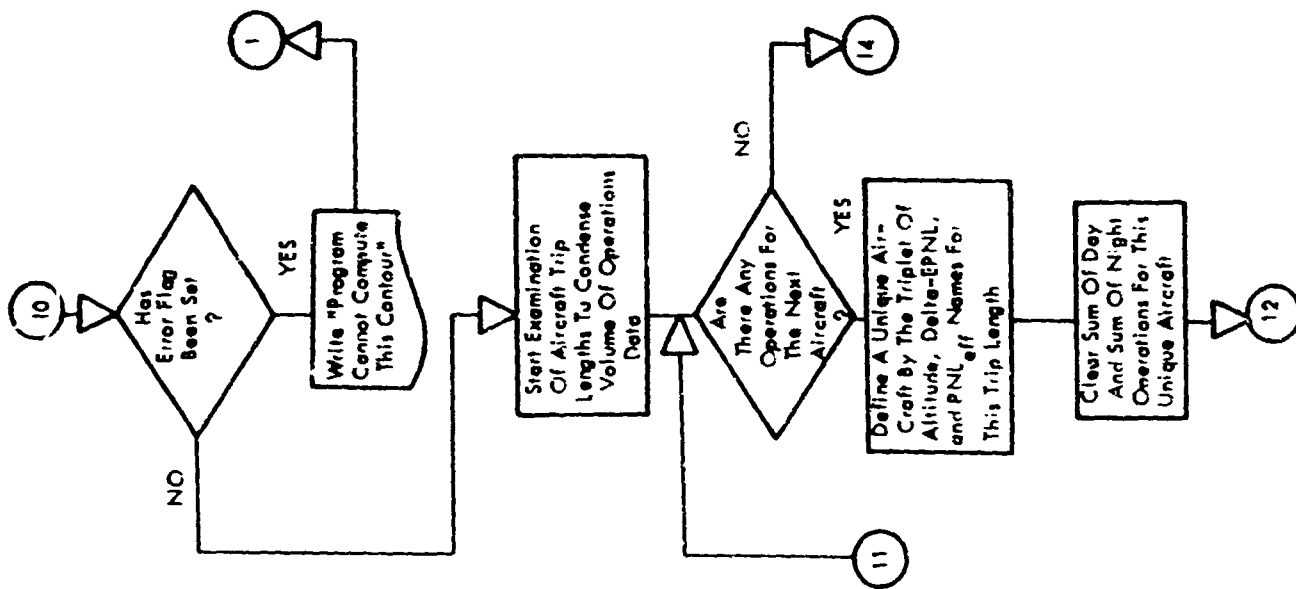 10
Has
Error Flag
Been Set
?
YES
NO
Write "Program
Cannot Compute
This Contour"
1
Start Examination
Of Aircraft Trip
Lengths To Condense
Volume Of Operations
Data
11
Are
There Any
Operations For
The Next
Aircraft
?
NO
14
YES
Define A Unique Air-
Craft By The Triplet Of
Altitude, Delta-EPNL,
and PNLeff Names For
This Trip Length
Clear Sum Of Day
And Sum Of Night
Operations For This
Unique Aircraft
12